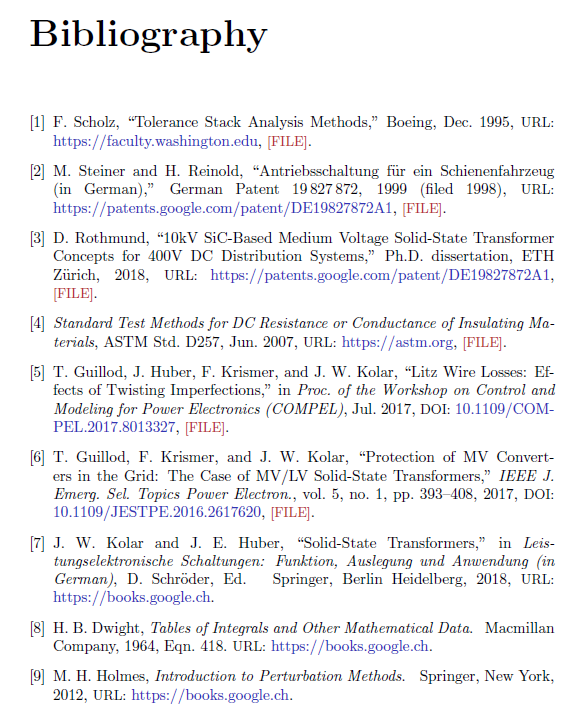 Bibliography
[1] F. Scholz, “Tolerance Stack Analysis Methods,” Boeing, Dec. 1995, URL:
https://faculty.washington.edu, [FILE].
[2] M. Steiner and H. Reinold, “Antriebsschaltung für ein Schienenfahrzeug
(in German),” German Patent 19 827 872, 1999 (filed 1998), URL:
https://patents.google.com/patent/DE19827872A1, [FILE].
[3] D. Rothmund, “10kV SiC-Based Medium Voltage Solid-State Transformer
Concepts for 400V DC Distribution Systems,” Ph.D. dissertation, ETH
Zürich, 2018, URL: https://patents.google.com/patent/DE19827872A1,
[FILE].
[4] Standard Test Methods for DC Resistance or Conductance of Insulating Ma-
terials, ASTM Std. D257, Jun. 2007, URL: https://astm.org, [FILE].
[5] T. Guillod, J. Huber, F. Krismer, and J. W. Kolar, “Litz Wire Losses: Ef-
fects of Twisting Imperfections,” in Proc. of the Workshop on Control and
Modeling for Power Electronics (COMPEL), Jul. 2017, DOI: 10.1109/COM-
PEL.2017.8013327, [FILE].
[6] T. Guillod, F. Krismer, and J. W. Kolar, “Protection of MV Convert-
ers in the Grid: The Case of MV/LV Solid-State Transformers,” IEEE J.
Emerg. Sel. Topics Power Electron., vol. 5, no. 1, pp. 393–408, 2017, DOI:
10.1109/JESTPE.2016.2617620, [FILE].
[7] J. W. Kolar and J. E. Huber, “Solid-State Transformers,” in Leis-
tungselektronische Schaltungen: Funktion, Auslegung und Anwendung (in
German), D. Schröder, Ed. Springer, Berlin Heidelberg, 2018, URL:
https://books.google.ch.
[8] H. B. Dwight, Tables of Integrals and Other Mathematical Data. Macmillan
Company, 1964, Eqn. 418. URL: https://books.google.ch.
[9] M. H. Holmes, Introduction to Perturbation Methods. Springer, New York,
2012, URL: https://books.google.ch.